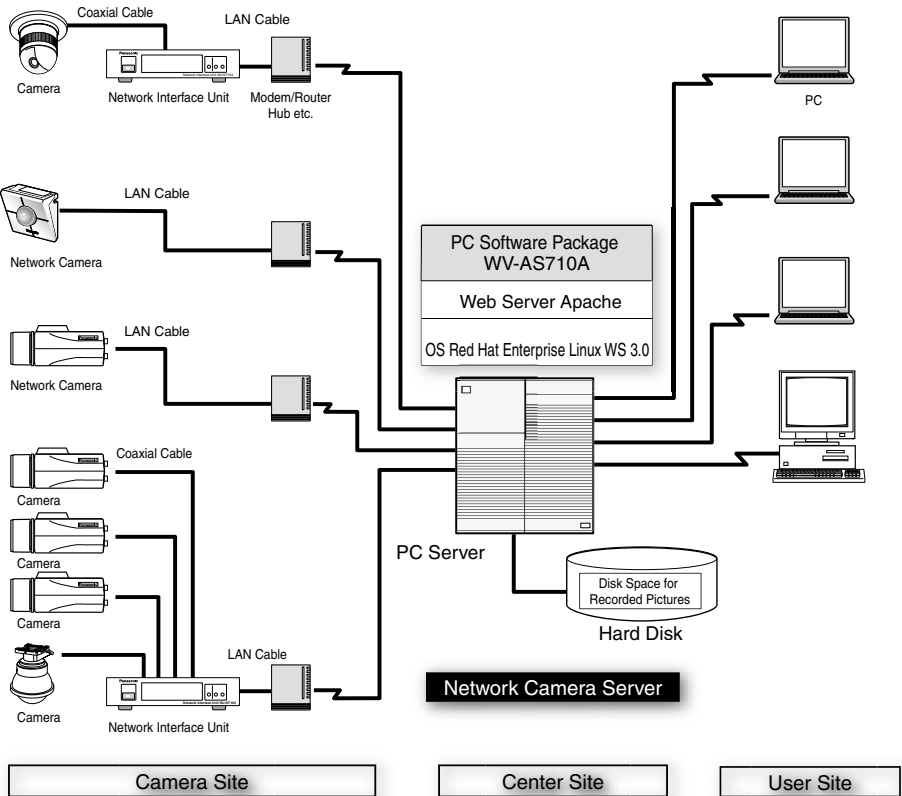 Coaxial Cable
LAN Cable
Camera
Panasonic
Network Interface Unit
Modem/Router
Hub etc.
PC
LAN Cable
Network Camera
PC Software Package
WV-AS710A
Web Server Apache
OS Red Hat Enterprise Linux WS 3.0
LAN Cable
Network Camera
Coaxial Cable
Camera
Camera
Camera
PC Server
Disk Space for
Recorded Pictures
Hard Disk
LAN Cable
Panasonic
Camera
Network Interface Unit
Network Camera Server
Camera Site
Center Site
User Site